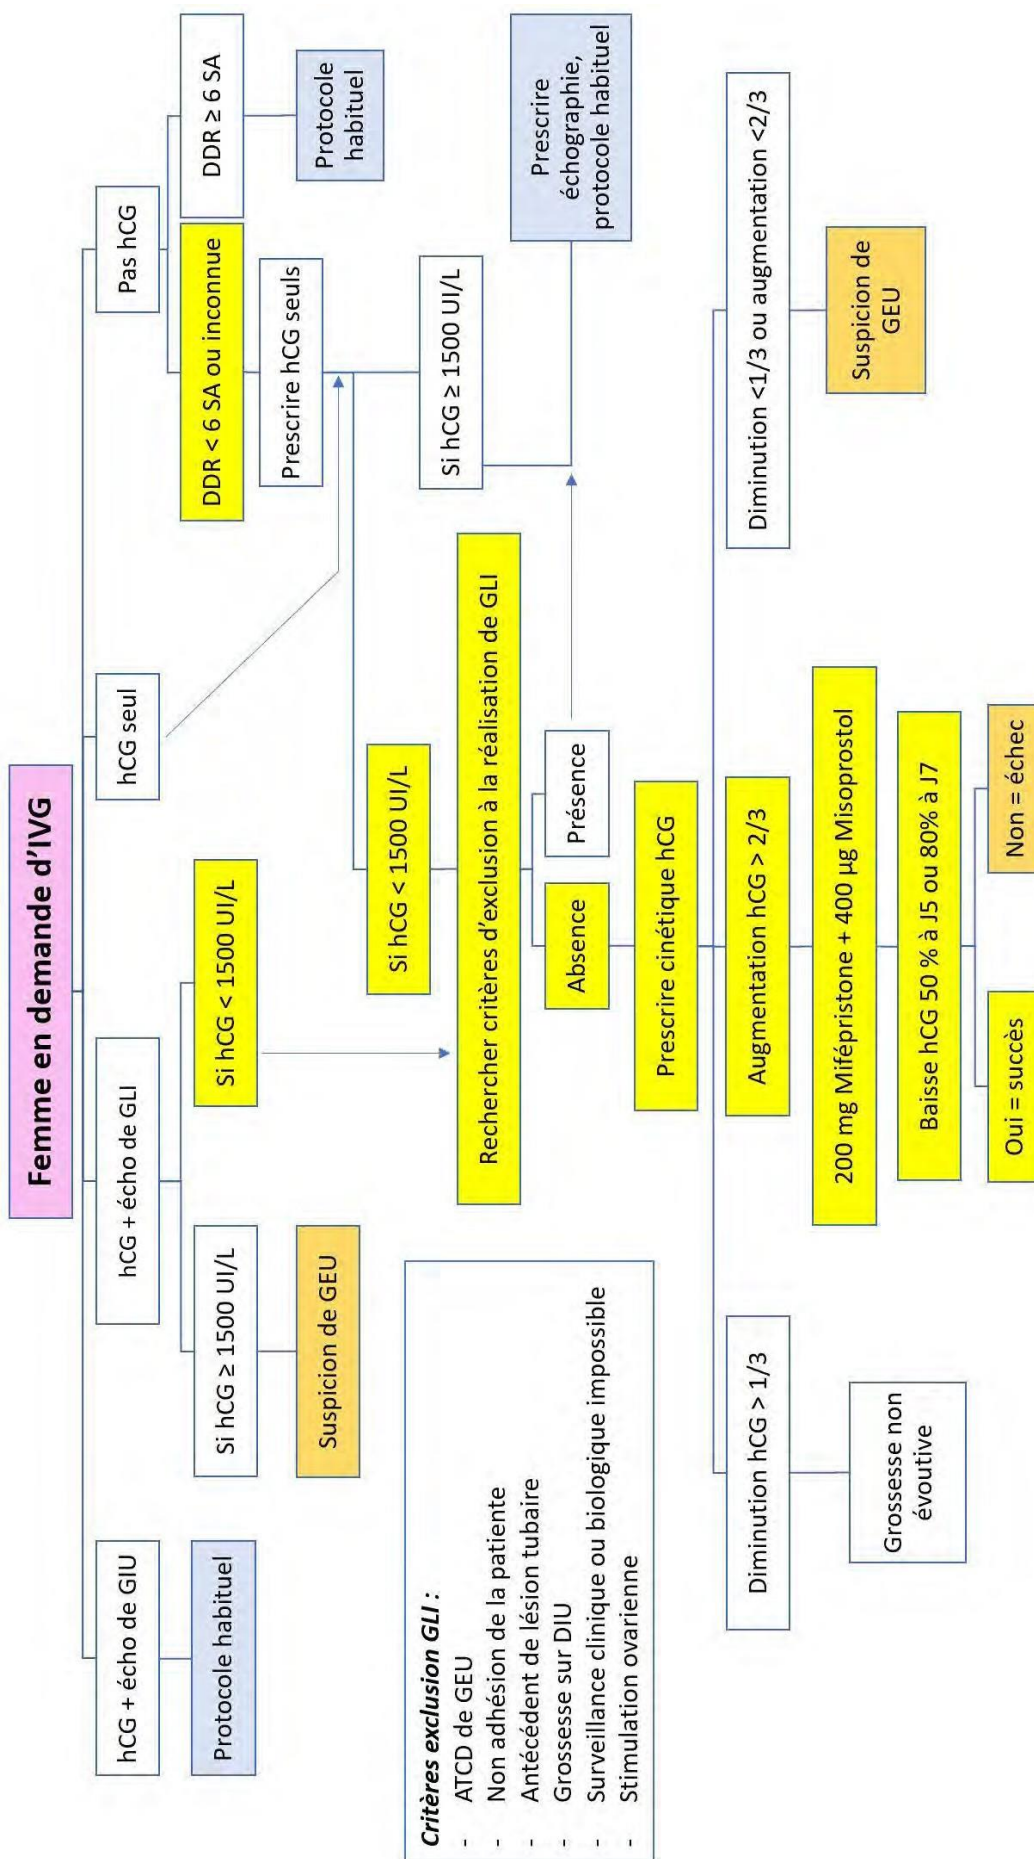 Femme en demande d'IVG
hCG + écho de GIU
hCG + écho de GLI
hCG seul
Pas hCG
Protocole habituel
Si hCG ≥ 1500 UI/L
Si hCG < 1500 UI/L
DDR < 6 SA ou inconnue
DDR ≥ 6 SA
Suspicion de GEU
Prescrire hCG seuls
Protocole
habituel
Si hCG < 1500 UI/L
Si hCG ≥ 1500 UI/L
Rechercher critères d'exclusion à la réalisation de GLI
Prescrire
échographie,
protocole habituel
Absence
Présence
Critères exclusion GLI :
- ATCD de GEU
- Non adhésion de la patiente
- Antécédent de lésion tubaire
- Grossesse sur DIU
- Surveillance clinique ou biologique impossible
- Stimulation ovarienne
Prescrire cinétique hCG
Diminution hCG > 1/3
Augmentation hCG > 2/3
Diminution <1/3 ou augmentation <2/3
Grossesse non
évoutive
200 mg Mifépristone + 400 µg Misoprostol
Suspicion de
GEU
Baisse hCG 50 % à J5 ou 80% à J7
Oui = succès
Non = échec